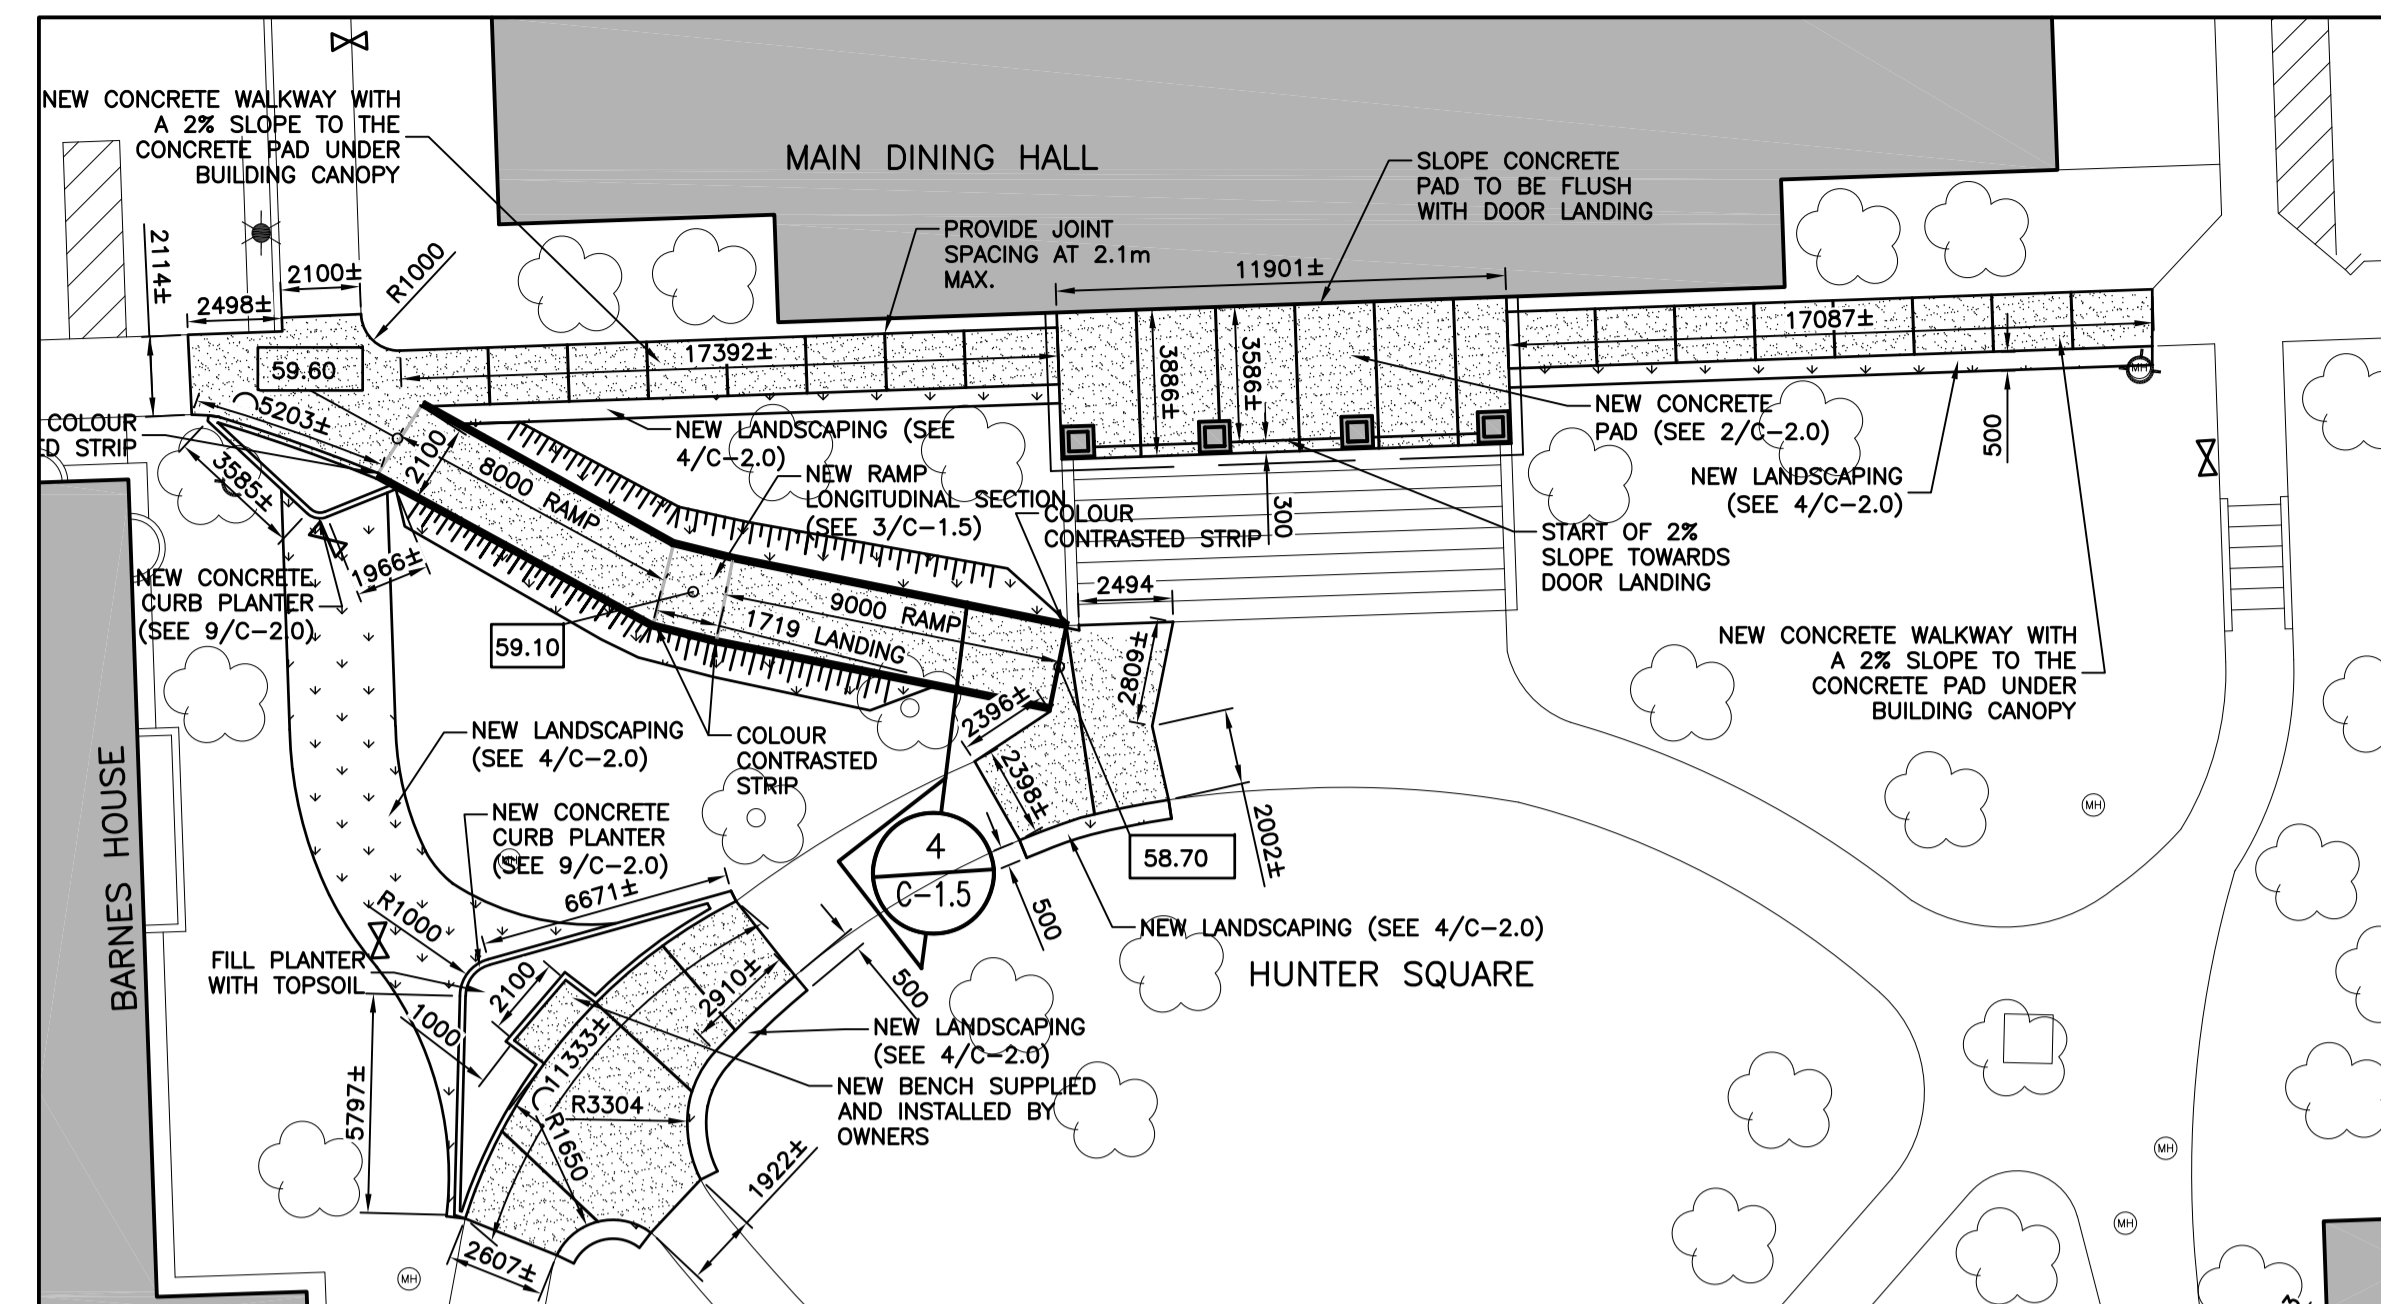 NEW CONCRETE WALKWAY WITH
A 2% SLOPE TO THE
CONCRETE PAD UNDER
BUILDING CANOPY
MAIN DINING HALL
SLOPE CONCRETE
PAD TO BE FLUSH
WITH DOOR LANDING
PROVIDE JOINT
SPACING AT 2.1m
MAX.
2114±
2498±
2100±
R1000
11901±
17392±
17087±
59.60
3886±
3586±
5203±
COLOUR
ED STRIP
3585±
2100
8000 RAMP
NEW LANDSCAPING (SEE
4/C-2.0)
NEW RAMP
LONGITUDINAL SECTION
(SEE 3/C-1.5)
COLOUR
CONTRASTED STRIP
300
NEW CONCRETE
PAD (SEE 2/C-2.0)
NEW LANDSCAPING
(SEE 4/C-2.0)
500
MH
START OF 2%
SLOPE TOWARDS
DOOR LANDING
1966±
NEW CONCRETE
CURB PLANTER
(SEE 9/C-2.0)
59.10
9000 RAMP
1719 LANDING
2494
2809±
2396±
2398±
2002±
NEW CONCRETE WALKWAY WITH
A 2% SLOPE TO THE
CONCRETE PAD UNDER
BUILDING CANOPY
NEW LANDSCAPING
(SEE 4/C-2.0)
COLOUR
CONTRASTED
STRIP
BARNES HOUSE
NEW CONCRETE
CURB PLANTER
(SEE 9/C-2.0)
MH
4
C-1.5
58.70
MH
6671±
R1000
500
NEW LANDSCAPING (SEE 4/C-2.0)
HUNTER SQUARE
FILL PLANTER
WITH TOPSOIL
2100
1000
2910±
500
11333±
NEW LANDSCAPING
(SEE 4/C-2.0)
NEW BENCH SUPPLIED
AND INSTALLED BY
OWNERS
5797±
R3304
R1650
1922±
2607±
MH
MH
MH